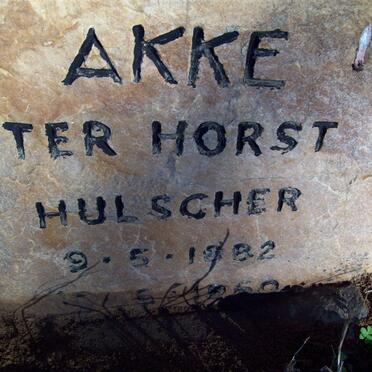 AKKE
TER HORST
HULSCHER
9·5·1882